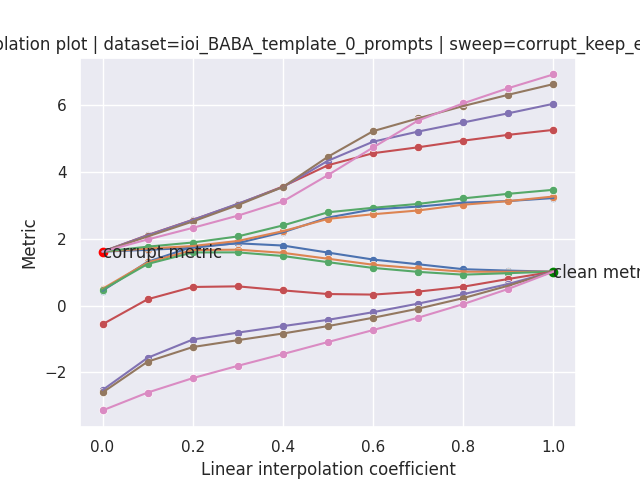 olation plot | dataset=ioi_BABA_template_0_prompts | sweep=corrupt_keep_e
6
4
2
0
−2
Metric
corrupt metric
clean metr
0.0 0.2 0.4 0.6 0.8 1.0
Linear interpolation coefficient